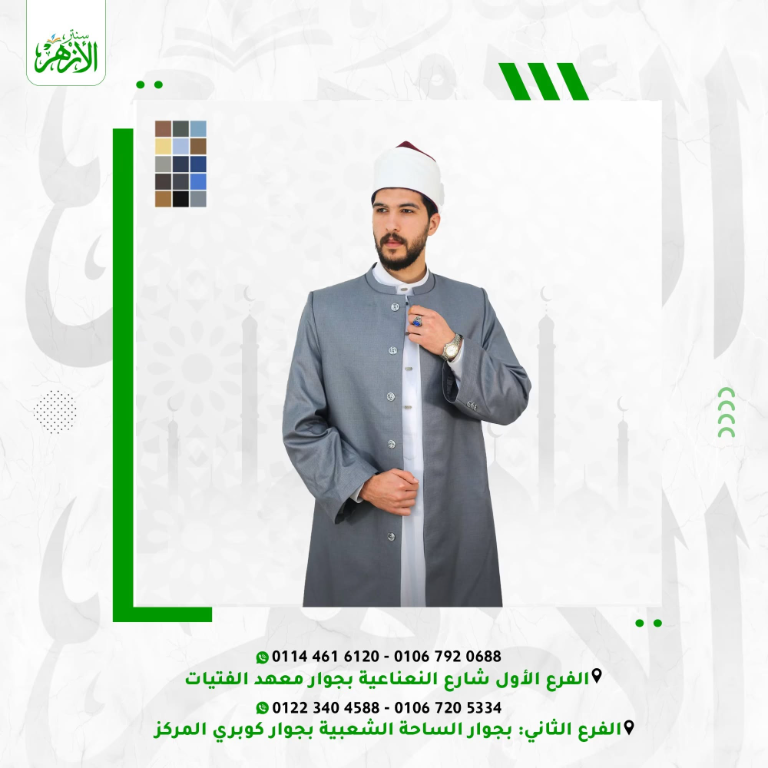 سنتر
الأزهر
0114 461 6120 - 0106 792 0688
الفرع الأول شارع النعناعية بجوار معهد الفتيات
0122 340 4588 - 0106 720 5334
الفرع الثاني: بجوار الساحة الشعبية بجوار كوبري المركز